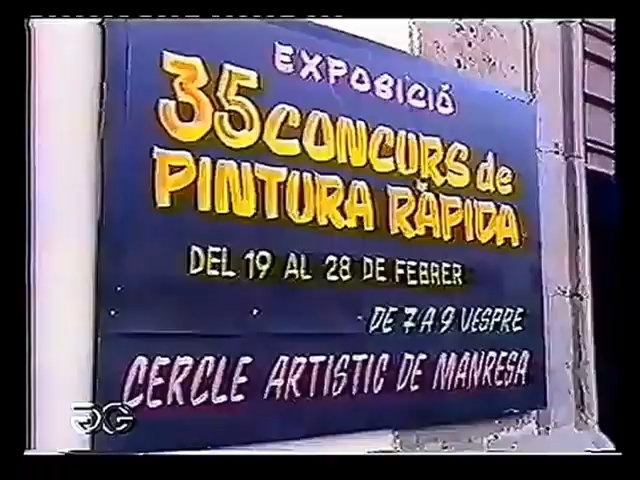 EXPOSICIÓ
35 CONCURS de
PINTURA RÀPIDA
DEL 19 AL 28 DE FEBRER
DE 7 A 9 VESPRE
CERCLE ARTISTIC DE MANRESA